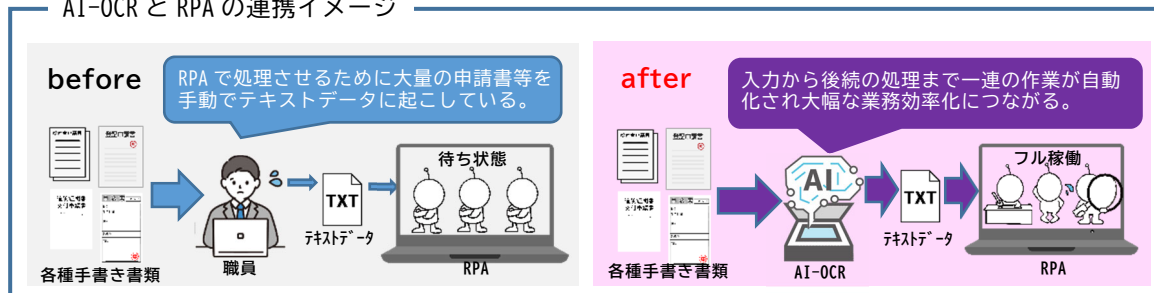 AI-OCR と RPA の連携イメージ
before
RPA で処理させるために大量の申請書等を
手動でテキストデータに起こしている。
待ち状態
TXT
テキストデータ
各種手書き書類
職員
RPA
after
入力から後続の処理まで一連の作業が自動
化され大幅な業務効率化につながる。
フル稼働
AI
TXT
テキストデータ
各種手書き書類
AI-OCR
RPA